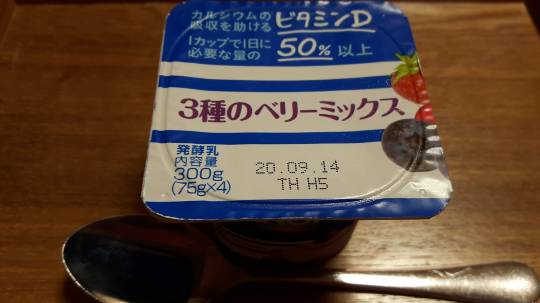 カルシウムの
吸収を助ける ビタミンD
1カップで1日に
必要な量の 50%以上
3種のベリーミックス
発酵乳
内容量
300g
(75g×4)
20.09.14
TH H5